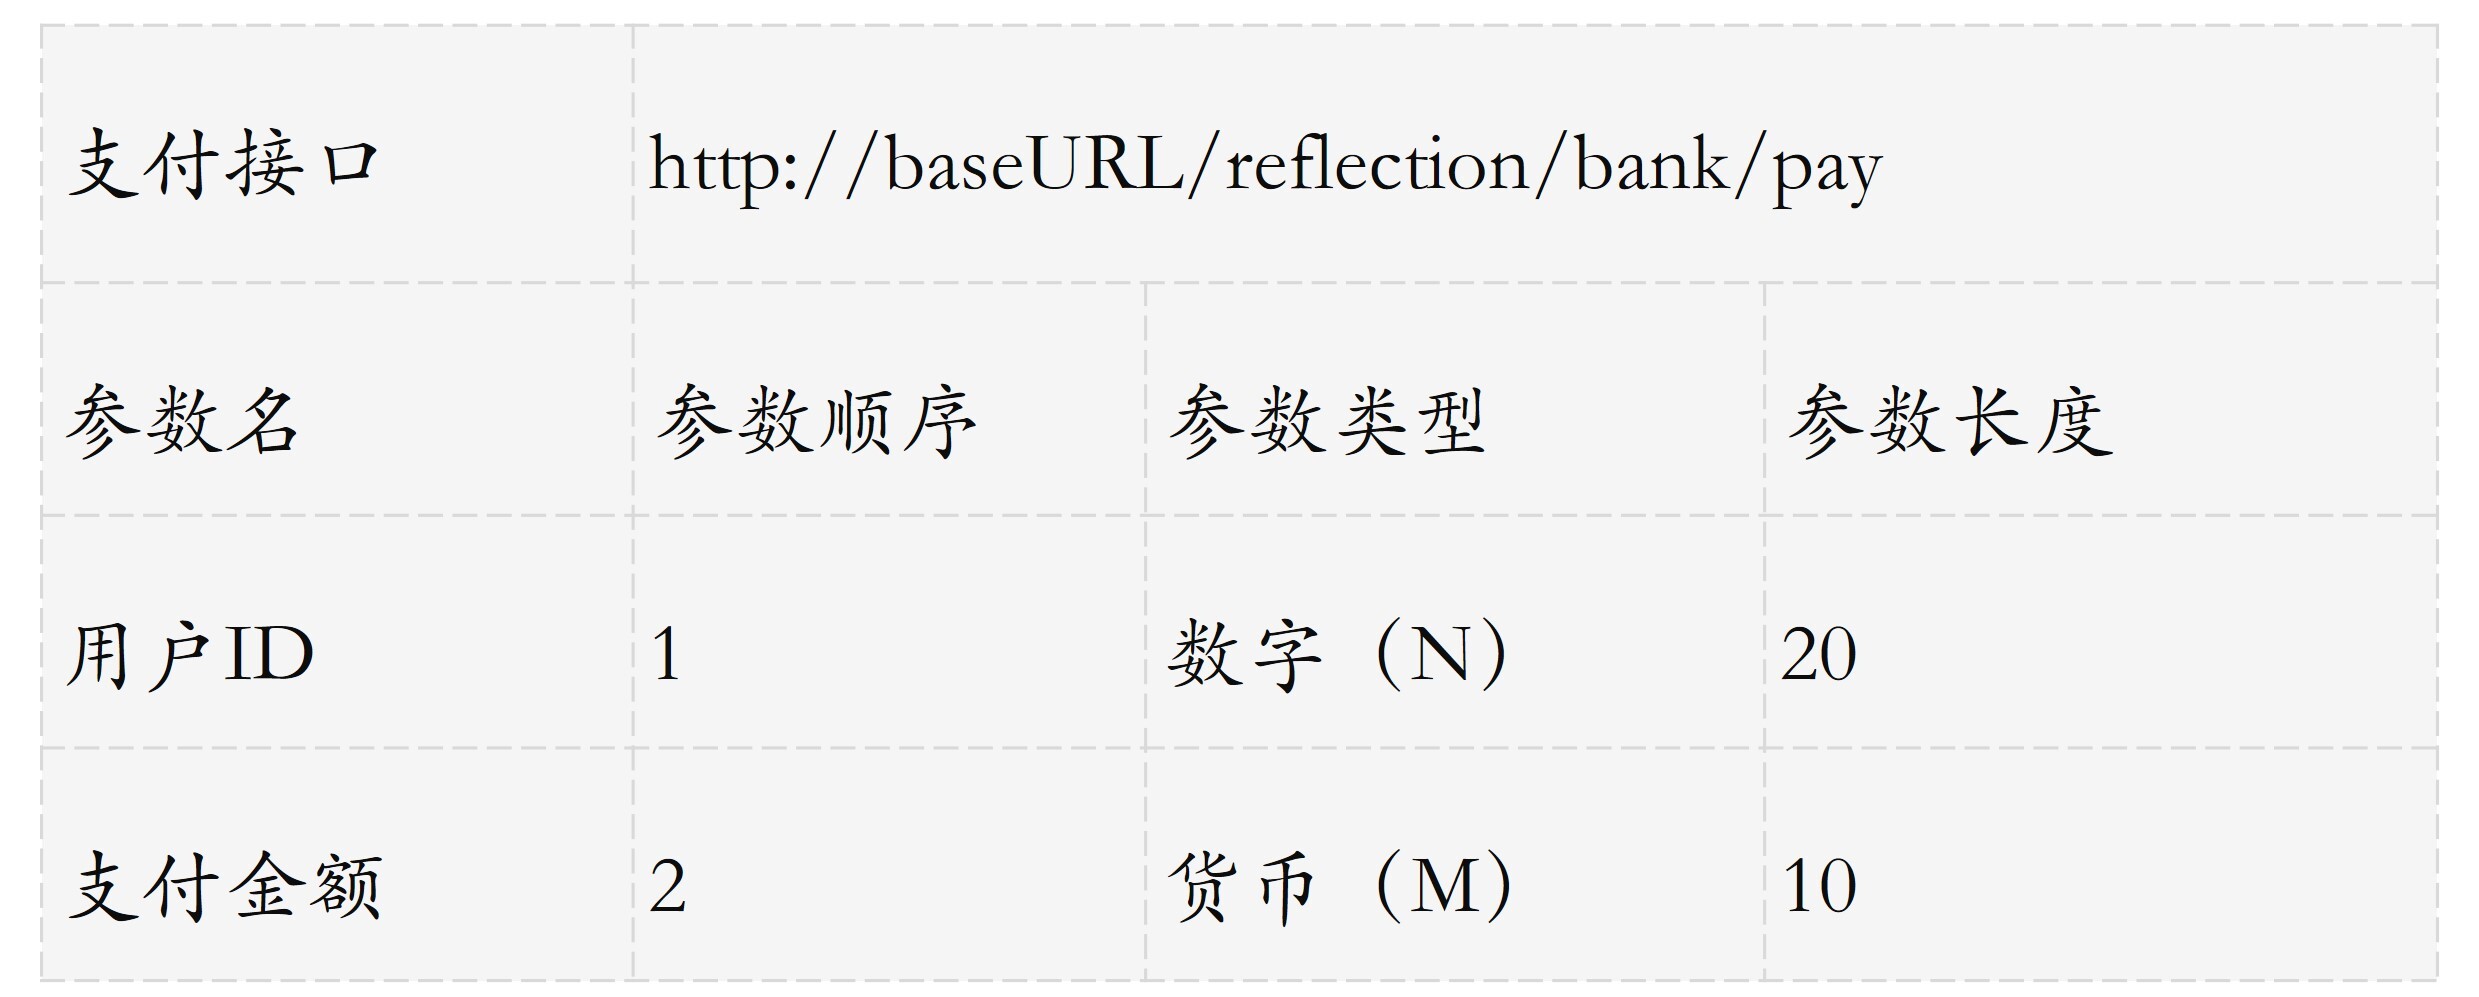 支付接口 http://baseURL/reflection/bank/pay
参数名 参数顺序 参数类型 参数长度
用户ID 1 数字（N） 20
支付金额 2 货币（M） 10